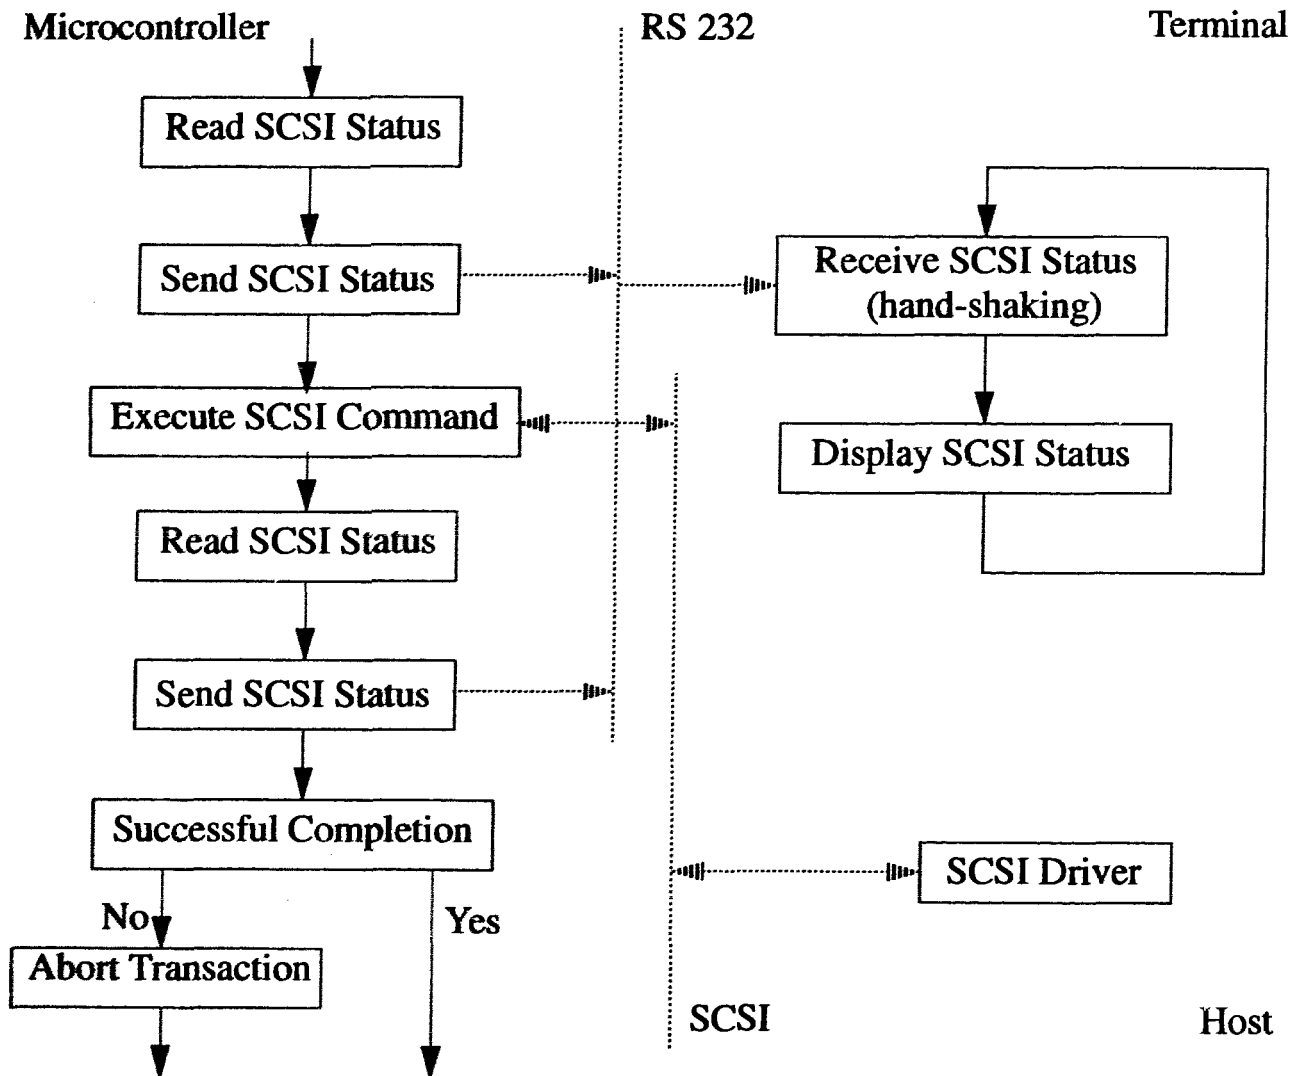 Microcontroller
RS 232
Terminal
Read SCSI Status
Send SCSI Status
Receive SCSI Status
(hand-shaking)
Execute SCSI Command
Display SCSI Status
Read SCSI Status
Send SCSI Status
Successful Completion
SCSI Driver
No
Yes
Abort Transaction
SCSI
Host